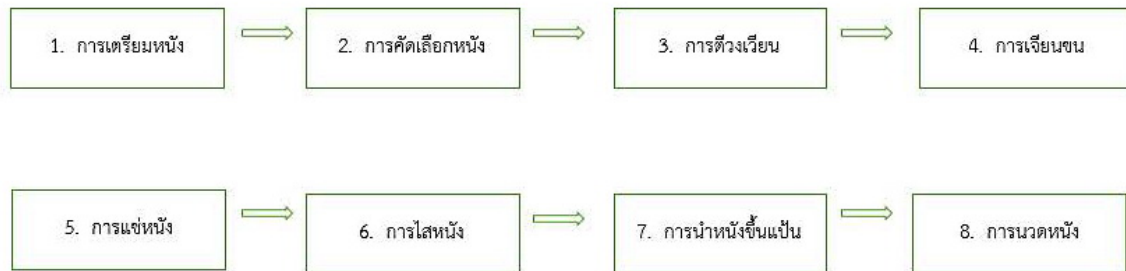 1. การเตรียมหนัง
2. การคัดเลือกหนัง
3. การตีวงเวียน
4. การเจียนขน
5. การแช่หนัง
6. การไสหนัง
7. การนำหนังขึ้นแป้น
8. การนวดหนัง